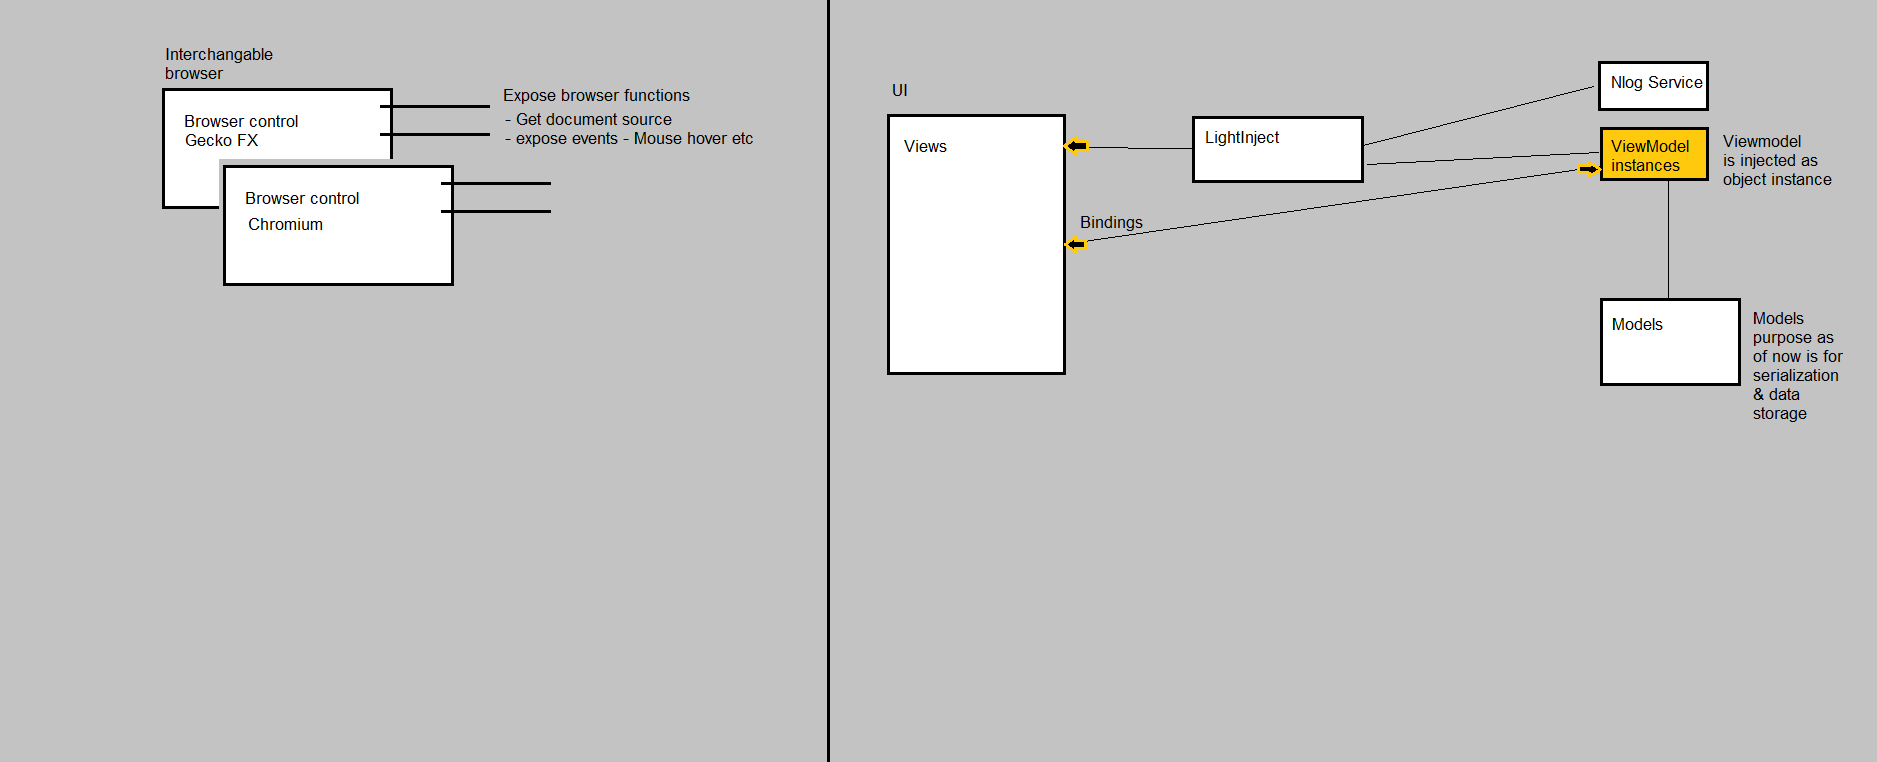 Interchangable
browser
Browser control
Gecko FX
Expose browser functions
- Get document source
- expose events - Mouse hover etc
Browser control
Chromium
UI
Views
LightInject
Bindings
Nlog Service
ViewModel
instances
Viewmodel
is injected as
object instance
Models
Models
purpose as
of now is for
serialization
& data
storage